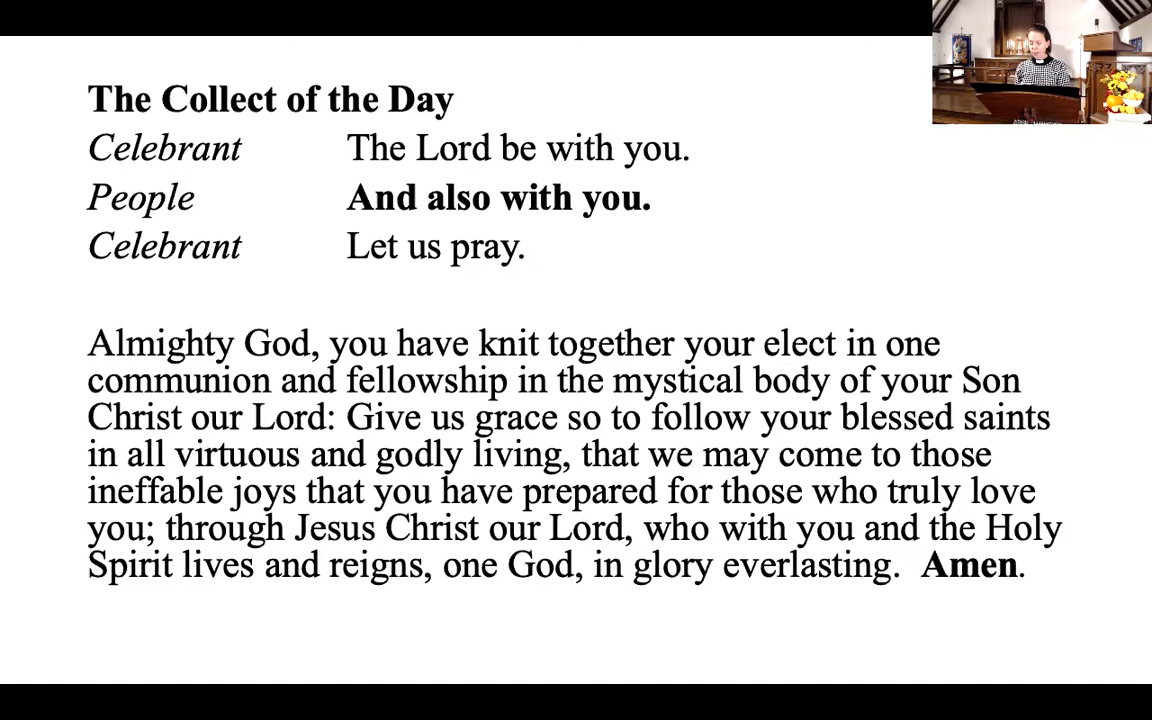 The Collect of the Day
Celebrant The Lord be with you.
People And also with you.
Celebrant Let us pray.
Almighty God, you have knit together your elect in one
communion and fellowship in the mystical body of your Son
Christ our Lord: Give us grace so to follow your blessed saints
in all virtuous and godly living, that we may come to those
ineffable joys that you have prepared for those who truly love
you; through Jesus Christ our Lord, who with you and the Holy
Spirit lives and reigns, one God, in glory everlasting. Amen.